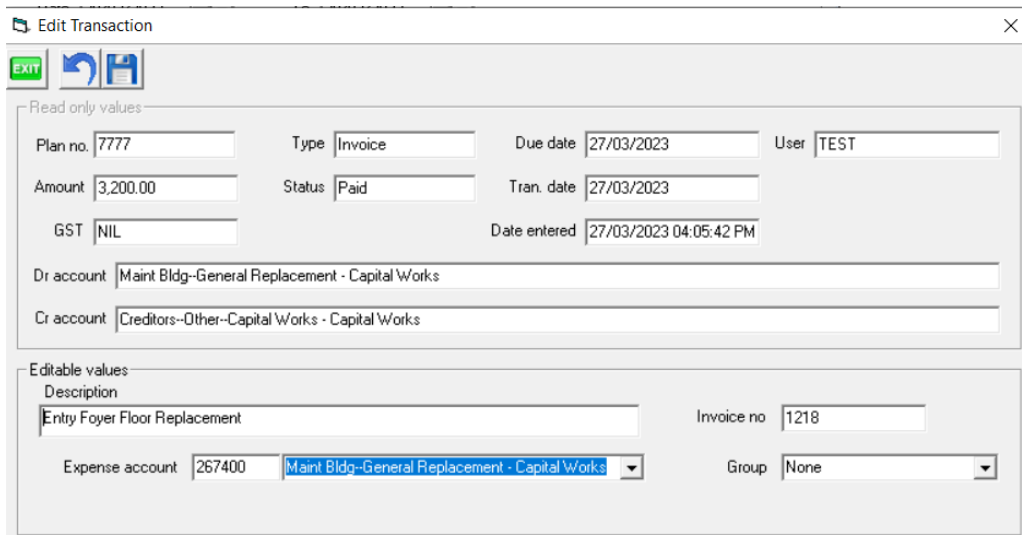 Edit Transaction
EXIT
Read only values
Plan no. 7777 Type Invoice Due date 27/03/2023 User TEST
Amount 3,200.00 Status Paid Tran. date 27/03/2023
GST NIL Date entered 27/03/2023 04:05:42 PM
Dr account Maint Bldg--General Replacement - Capital Works
Cr account Creditors--Other--Capital Works - Capital Works
Editable values
Description
Entry Foyer Floor Replacement Invoice no 1218
Expense account 267400 Maint Bldg--General Replacement - Capital Works Group None